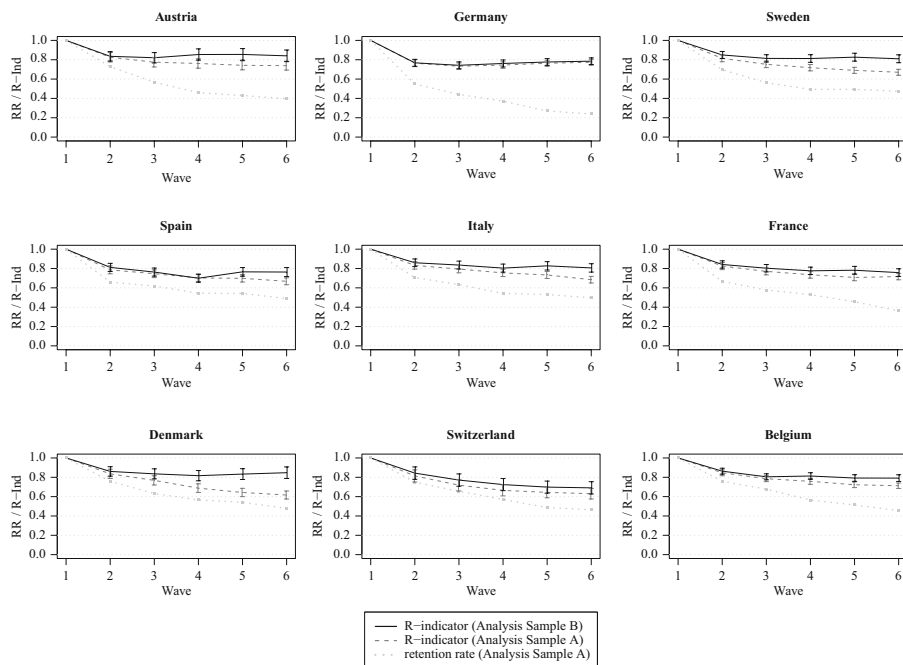 Austria
Germany
Sweden
RR / R−Ind
1.0
0.8
0.6
0.4
0.2
0.0
1 2 3 4 5 6
Wave
RR / R−Ind
1.0
0.8
0.6
0.4
0.2
0.0
1 2 3 4 5 6
Wave
RR / R−Ind
1.0
0.8
0.6
0.4
0.2
0.0
1 2 3 4 5 6
Wave
Spain
Italy
France
RR / R−Ind
1.0
0.8
0.6
0.4
0.2
0.0
1 2 3 4 5 6
Wave
RR / R−Ind
1.0
0.8
0.6
0.4
0.2
0.0
1 2 3 4 5 6
Wave
RR / R−Ind
1.0
0.8
0.6
0.4
0.2
0.0
1 2 3 4 5 6
Wave
Denmark
Switzerland
Belgium
RR / R−Ind
1.0
0.8
0.6
0.4
0.2
0.0
1 2 3 4 5 6
Wave
RR / R−Ind
1.0
0.8
0.6
0.4
0.2
0.0
1 2 3 4 5 6
Wave
RR / R−Ind
1.0
0.8
0.6
0.4
0.2
0.0
1 2 3 4 5 6
Wave
R−indicator (Analysis Sample B)
R−indicator (Analysis Sample A)
retention rate (Analysis Sample A)